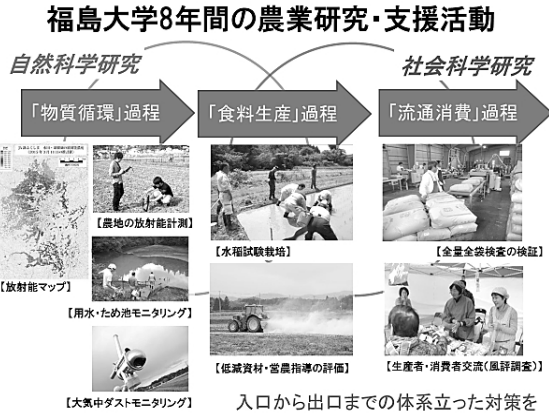 福島大学8年間の農業研究・支援活動
自然科学研究
社会科学研究
「物質循環」過程
「食料生産」過程
「流通消費」過程
【放射能マップ】
【農地の放射能計測】
【用水・ため池モニタリング】
【大気中ダストモニタリング】
【水稲試験栽培】
【低減資材・営農指導の評価】
【全量全袋検査の検証】
【生産者・消費者交流（風評調査）】
入口から出口までの体系立った対策を